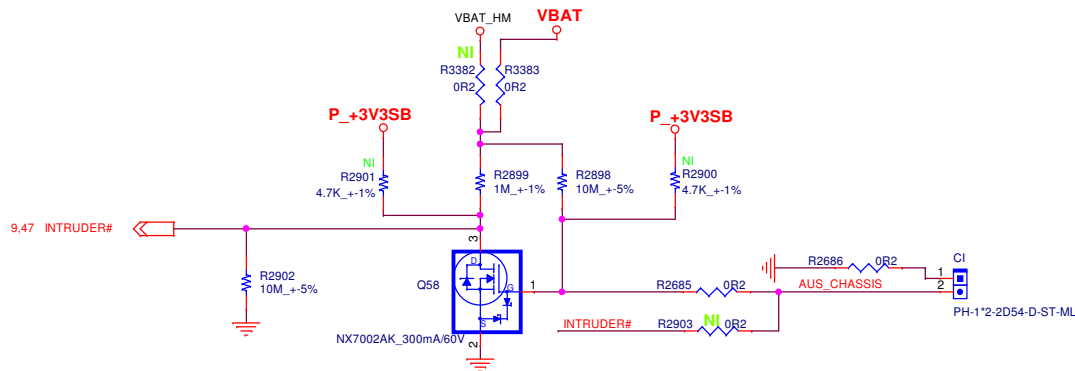 VBAT_HM
VBAT
NI
R3382
0R2
R3383
0R2
P_+3V3SB
P_+3V3SB
NI
R2901
4.7K_+-1%
R2899
1M_+-1%
R2898
10M_+-5%
NI
R2900
4.7K_+-1%
9,47 INTRUDER#
3
R2902
10M_+-5%
Q58
D
G
S
1
2
NX7002AK_300mA/60V
R2686
0R2
CI
1
2
R2685
0R2
AUS_CHASSIS
INTRUDER#
R2903
NI
0R2
PH-1*2-2D54-D-ST-ML